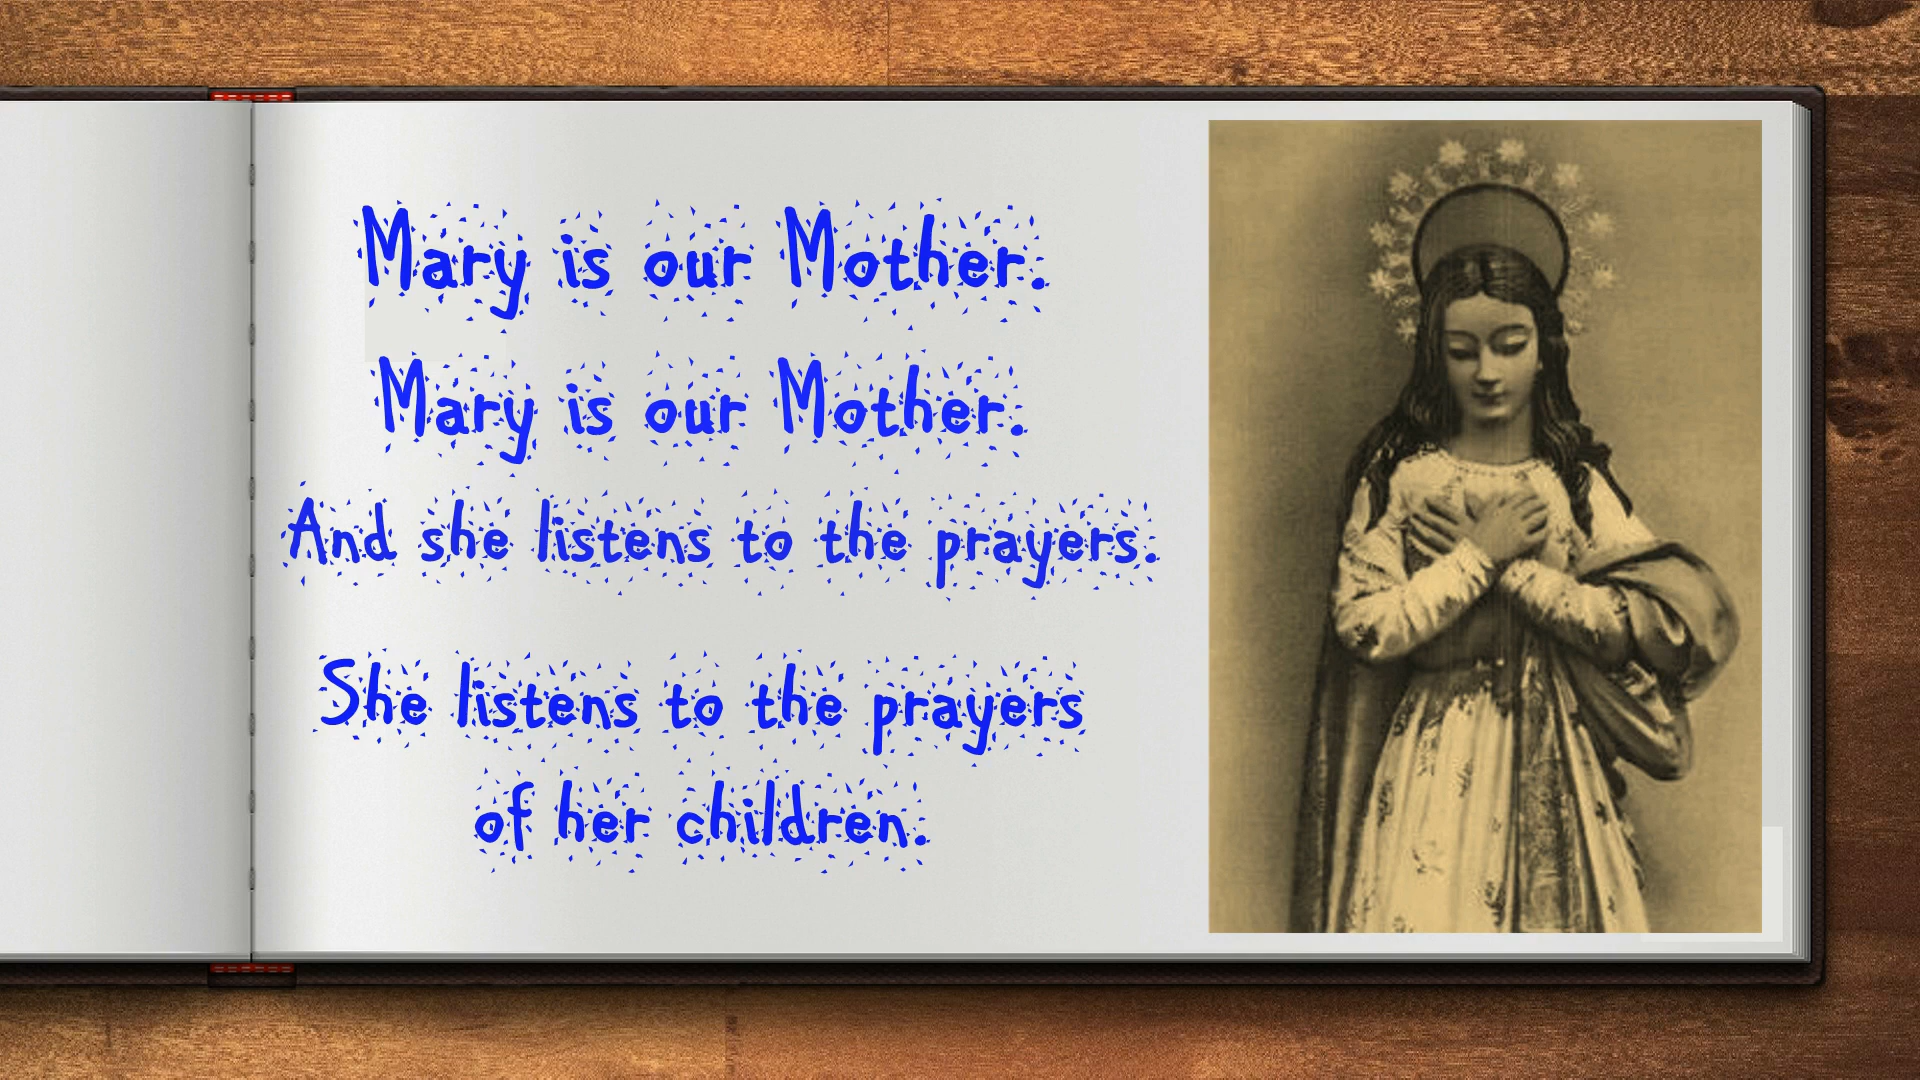 Mary is our Mother.
Mary is our Mother.
And she listens to the prayers.
She listens to the prayers
of her children.